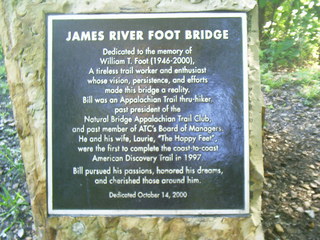 JAMES RIVER FOOT BRIDGE
Dedicated to the memory of
William T. Foot (1946-2000),
A tireless trail worker and enthusiast
whose vision, persistence, and efforts
made this bridge a reality.
Bill was an Appalachian Trail thru-hiker,
past president of the
Natural Bridge Appalachian Trail Club,
and past member of ATC's Board of Managers.
He and his wife, Laurie, "The Happy Feet",
were the first to complete the coast-to-coast
American Discovery Trail in 1997.
Bill pursued his passions, honored his dreams,
and cherished those around him.
Dedicated October 14, 2000